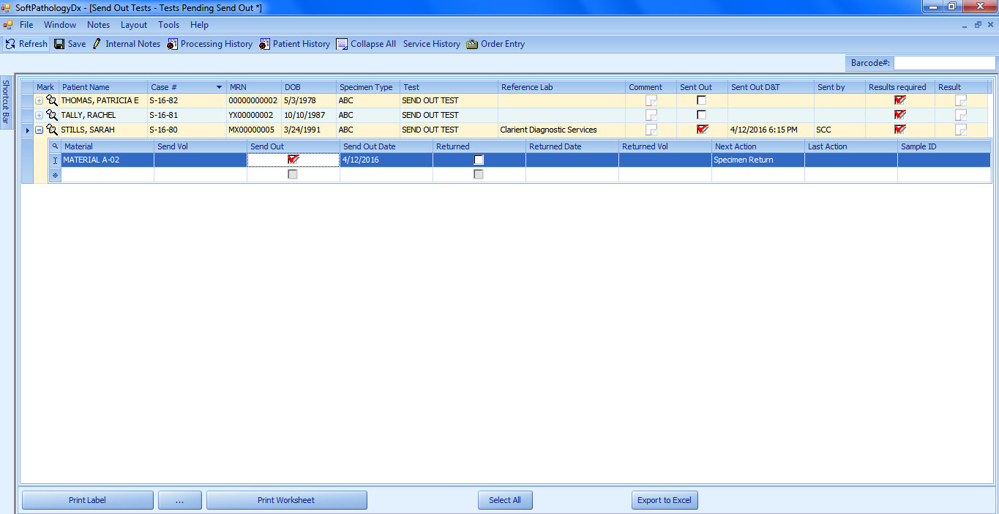 SoftPathologyDx - [Send Out Tests - Tests Pending Send Out *]
File Window Notes Layout Tools Help
Refresh Save Internal Notes Processing History Patient History Collapse All Service History Order Entry
Barcode#:
Shortcut Bar
Mark Patient Name Case # MRN DOB Specimen Type Test Reference Lab Comment Sent Out Sent Out D&T Sent by Results required Result
THOMAS, PATRICIA E S-16-82 00000000002 5/3/1978 ABC SEND OUT TEST
TALLY, RACHEL S-16-81 YX00000002 10/10/1987 ABC SEND OUT TEST
STILLS, SARAH S-16-80 MX00000005 3/24/1991 ABC SEND OUT TEST Clarient Diagnostic Services 4/12/2016 6:15 PM SCC
Material Send Vol Send Out Send Out Date Returned Returned Date Returned Vol Next Action Last Action Sample ID
MATERIAL A-02 4/12/2016 Specimen Return
Print Label ... Print Worksheet Select All Export to Excel